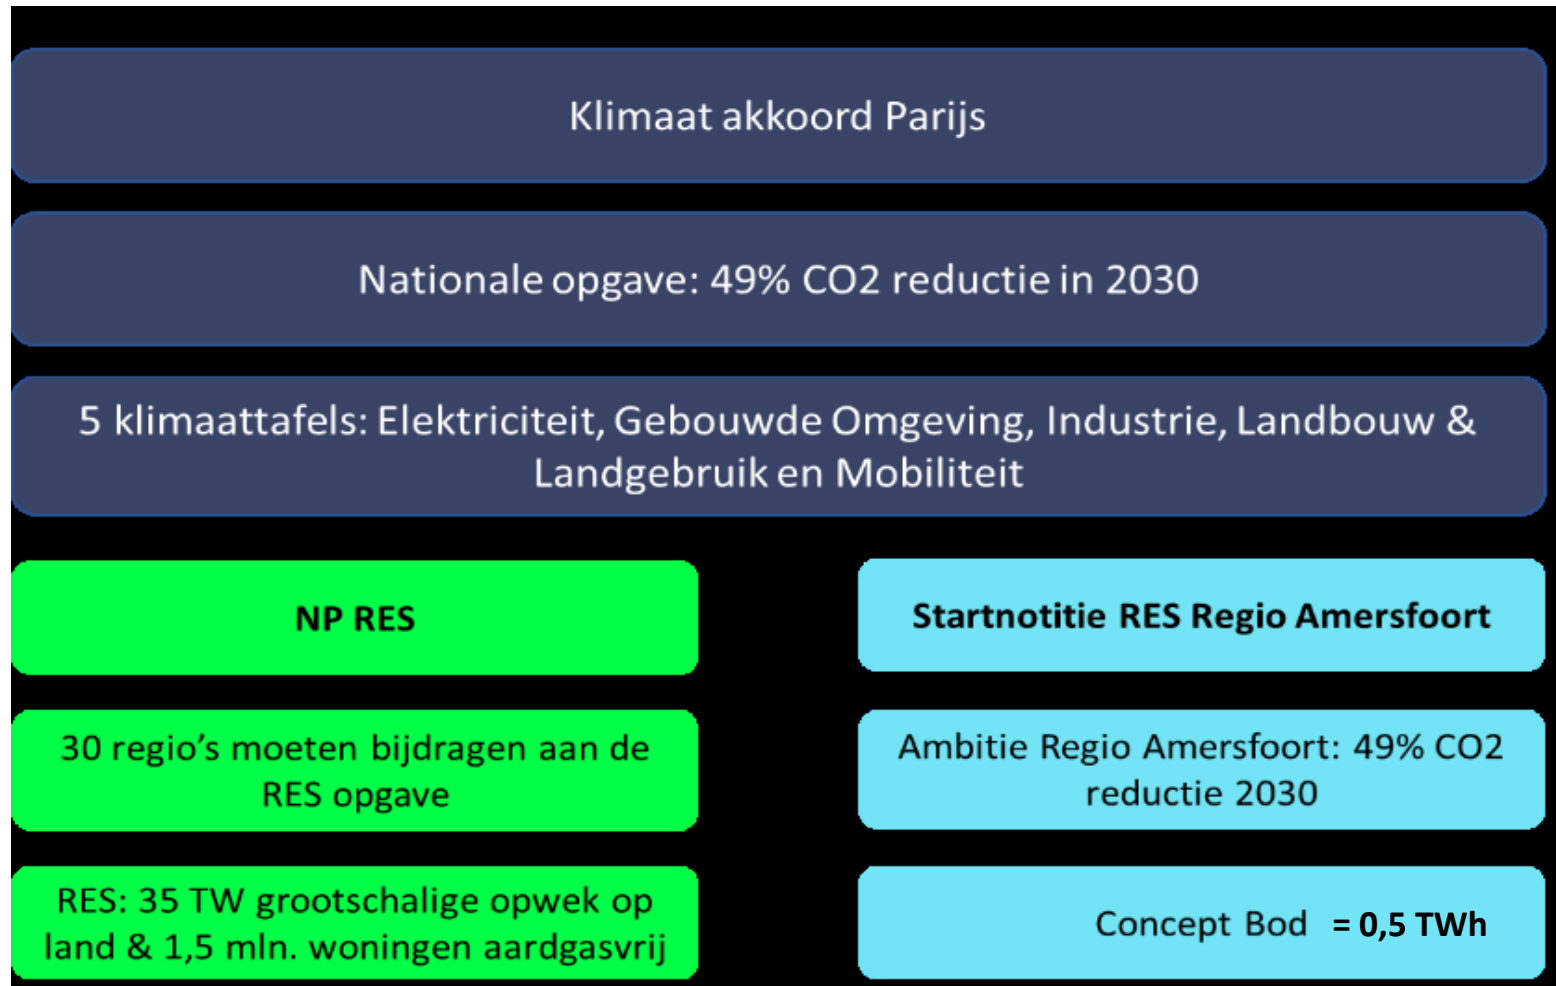 Klimaat akkoord Parijs
Nationale opgave: 49% CO2 reductie in 2030
5 klimaattafels: Elektriciteit, Gebouwde Omgeving, Industrie, Landbouw &
Landgebruik en Mobiliteit
NP RES
30 regio's moeten bijdragen aan de
RES opgave
RES: 35 TW grootschalige opwek op
land & 1,5 mln. woningen aardgasvrij
Startnotitie RES Regio Amersfoort
Ambitie Regio Amersfoort: 49% CO2
reductie 2030
Concept Bod = 0,5 TWh